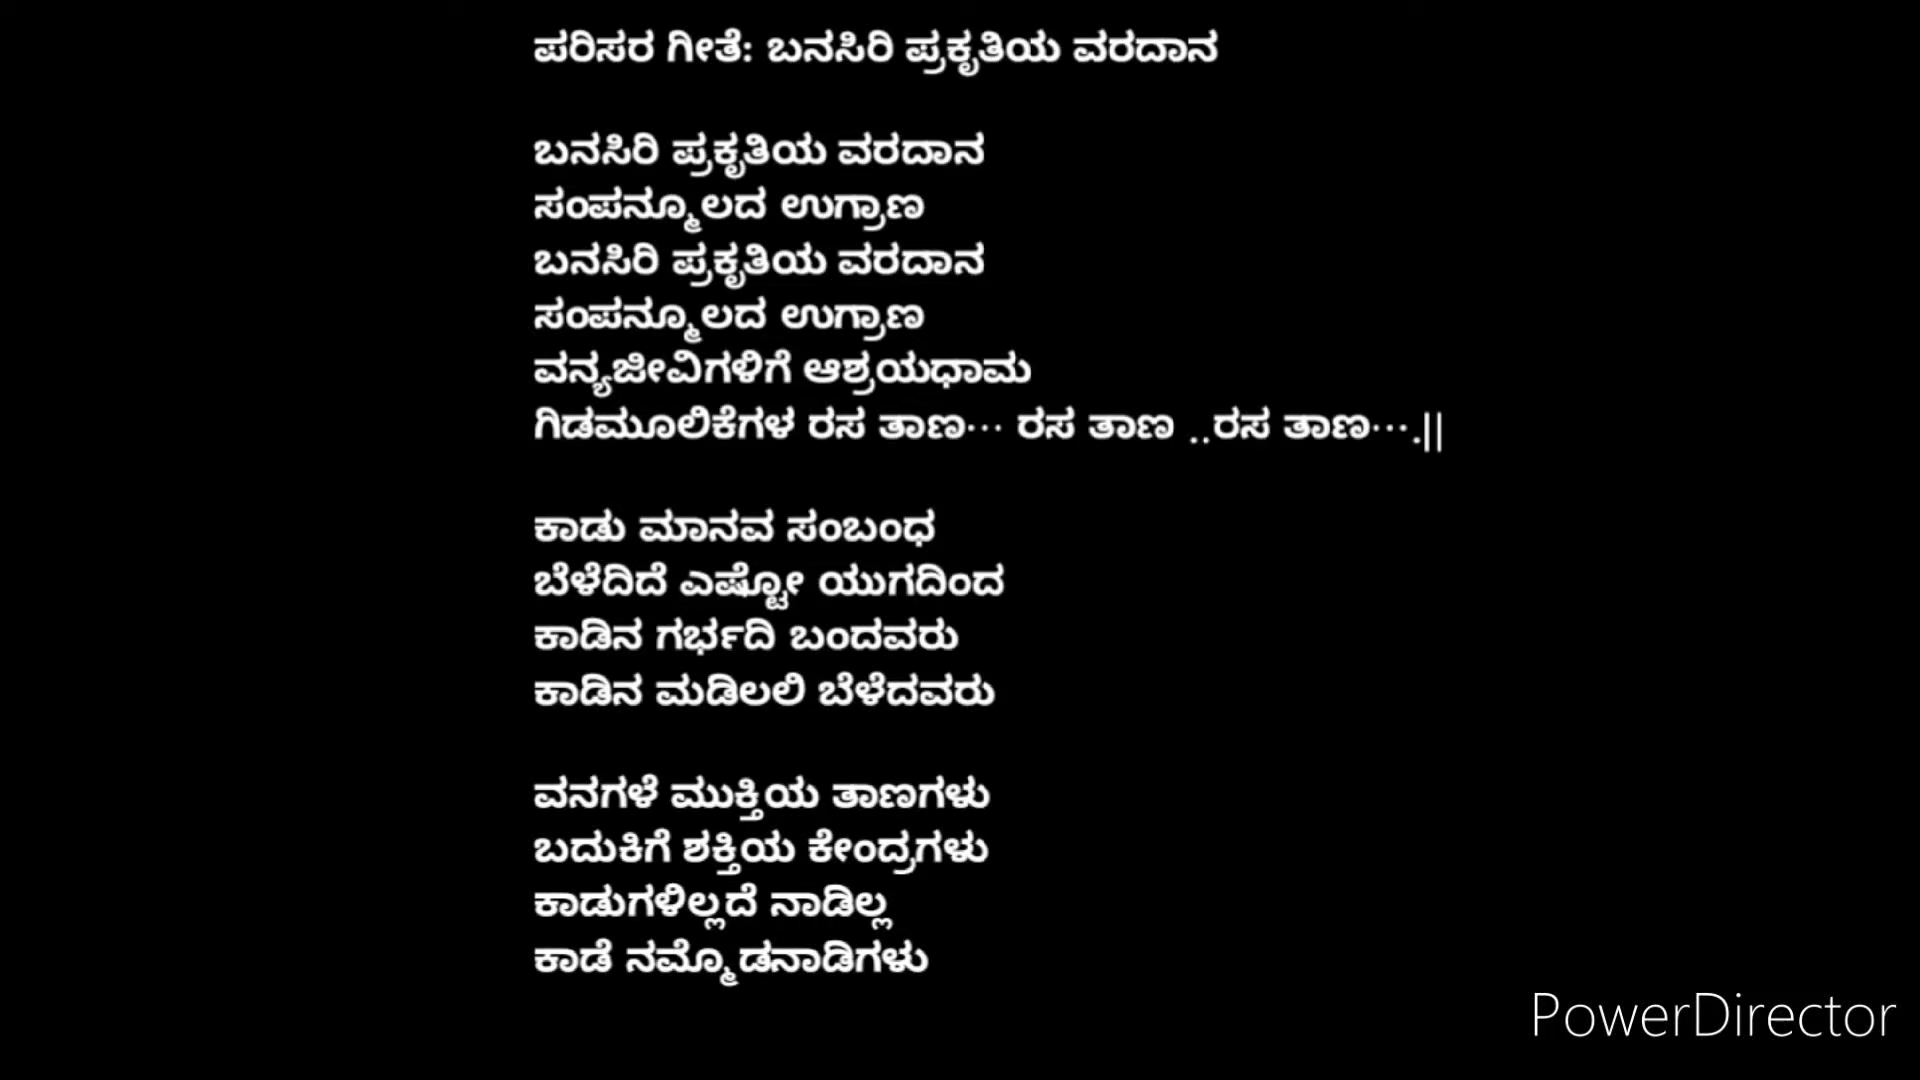 ಪರಿಸರ ಗೀತೆ: ಬನಸಿರಿ ಪ್ರಕೃತಿಯ ವರದಾನ
ಬನಸಿರಿ ಪ್ರಕೃತಿಯ ವರದಾನ
ಸಂಪನ್ಮೂಲದ ಉಗ್ರಾಣ
ಬನಸಿರಿ ಪ್ರಕೃತಿಯ ವರದಾನ
ಸಂಪನ್ಮೂಲದ ಉಗ್ರಾಣ
ವನ್ಯಜೀವಿಗಳಿಗೆ ಆಶ್ರಯಧಾಮ
ಗಿಡಮೂಲಿಕೆಗಳ ರಸ ತಾಣ… ರಸ ತಾಣ ..ರಸ ತಾಣ….||
ಕಾಡು ಮಾನವ ಸಂಬಂಧ
ಬೆಳೆದಿದೆ ಎಷ್ಟೋ ಯುಗದಿಂದ
ಕಾಡಿನ ಗರ್ಭದಿ ಬಂದವರು
ಕಾಡಿನ ಮಡಿಲಲಿ ಬೆಳೆದವರು
ವನಗಳೆ ಮುಕ್ತಿಯ ತಾಣಗಳು
ಬದುಕಿಗೆ ಶಕ್ತಿಯ ಕೇಂದ್ರಗಳು
ಕಾಡುಗಳಿಲ್ಲದೆ ನಾಡಿಲ್ಲ
ಕಾಡೆ ನಮ್ಮೊಡನಾಡಿಗಳು
PowerDirector